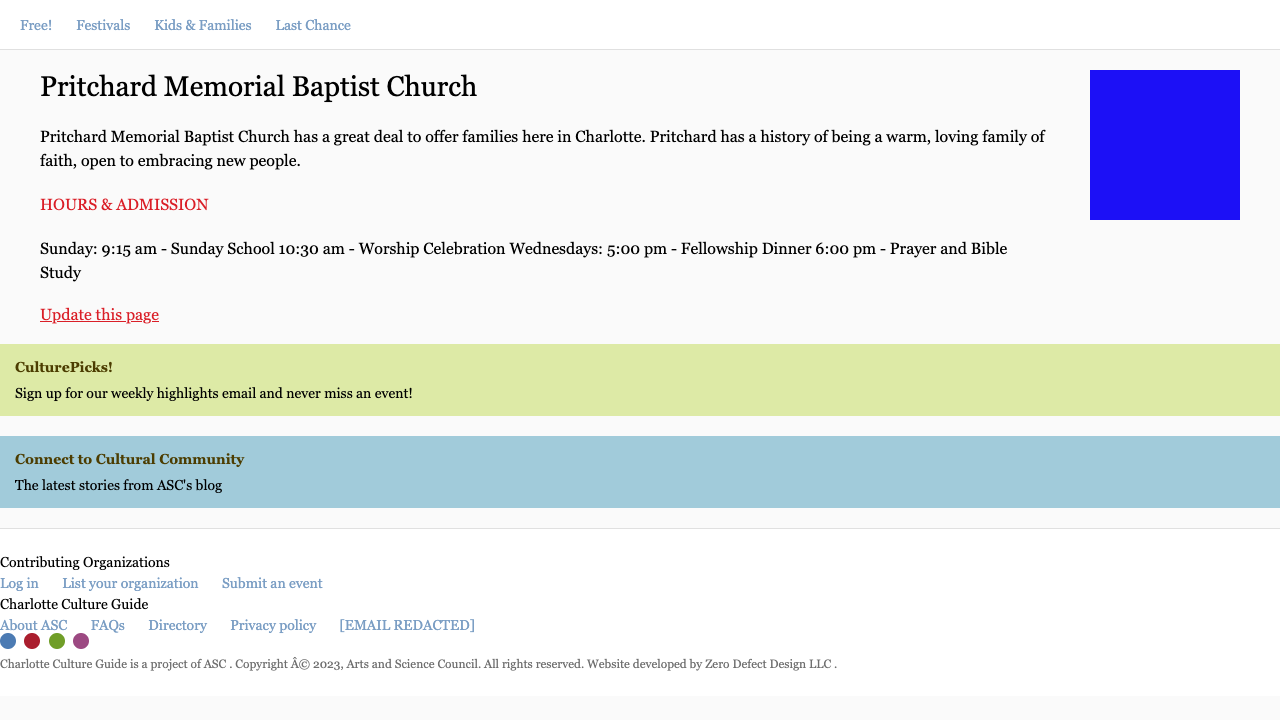 Free! Festivals Kids & Families Last Chance
Pritchard Memorial Baptist Church
Pritchard Memorial Baptist Church has a great deal to offer families here in Charlotte. Pritchard has a history of being a warm, loving family of
faith, open to embracing new people.
HOURS & ADMISSION
Sunday: 9:15 am - Sunday School 10:30 am - Worship Celebration Wednesdays: 5:00 pm - Fellowship Dinner 6:00 pm - Prayer and Bible
Study
Update this page
CulturePicks!
Sign up for our weekly highlights email and never miss an event!
Connect to Cultural Community
The latest stories from ASC's blog
Contributing Organizations
Log in List your organization Submit an event
Charlotte Culture Guide
About ASC FAQs Directory Privacy policy [EMAIL REDACTED]
Charlotte Culture Guide is a project of ASC . Copyright Â© 2023, Arts and Science Council. All rights reserved. Website developed by Zero Defect Design LLC .